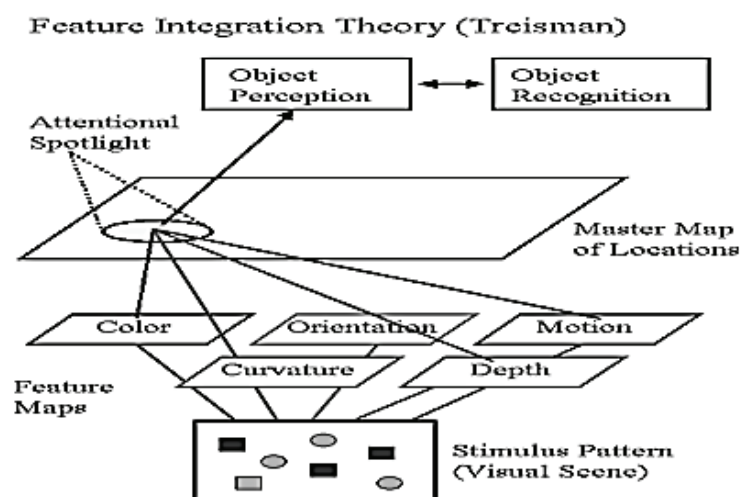 Feature Integration Theory (Treisman)
Object
Perception
Object
Recognition
Attentional
Spotlight
Master Map
of Locations
Color
Orientation
Motion
Curvature
Depth
Feature
Maps
Stimulus Pattern
(Visual Scene)